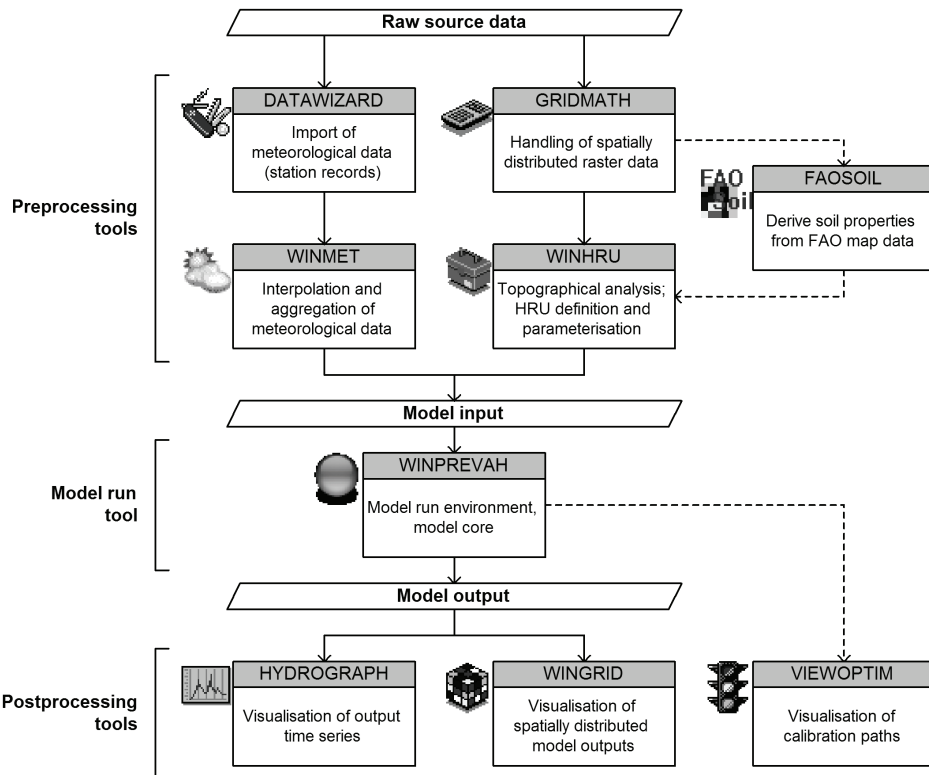 Raw source data
Preprocessing
tools
DATAWIZARD
Import of
meteorological data
(station records)
GRIDMATH
Handling of spatially
distributed raster data
FAO
Soil
FAOSOIL
Derive soil properties
from FAO map data
WINMET
Interpolation and
aggregation of
meteorological data
WINHRU
Topographical analysis;
HRU definition and
parameterisation
Model input
Model run
tool
WINPREVAH
Model run environment,
model core
Model output
Postprocessing
tools
HYDROGRAPH
Visualisation of output
time series
WINGRID
Visualisation of
spatially distributed
model outputs
VIEWOPTIM
Visualisation of
calibration paths